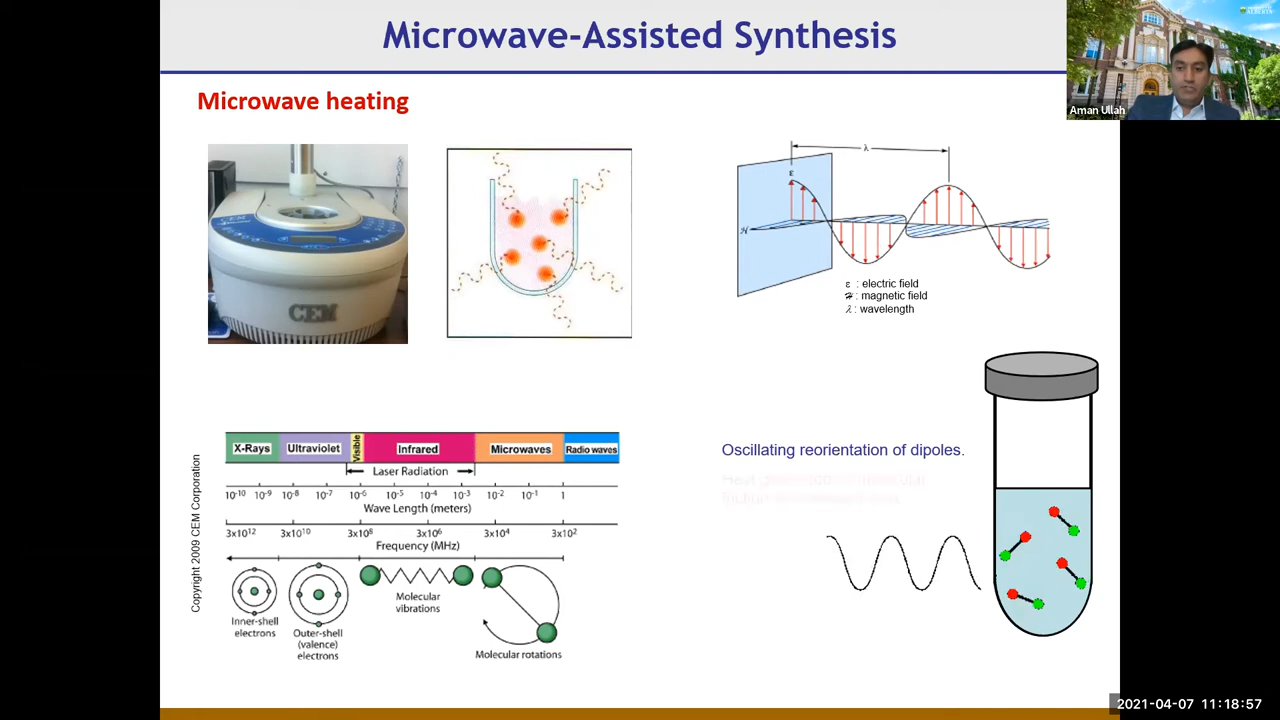 Microwave-Assisted Synthesis
ALBERTA
Aman Ullah
Microwave heating
CEM
CEM
λ
ε
H
ε : electric field
H : magnetic field
λ : wavelength
X-Rays Ultraviolet Visible Infrared Microwaves Radio waves
Laser Radiation
10-10 10-9 10-8 10-7 10-6 10-5 10-4 10-3 10-2 10-1 1
Wave Length (meters)
3x1012 3x1010 3x108 3x106 3x104 3x102
Frequency (MHz)
Inner-shell
electrons
Outer-shell
(valence)
electrons
Molecular
vibrations
Molecular rotations
Copyright 2009 CEM Corporation
Oscillating reorientation of dipoles.
2021-04-07 11:18:57